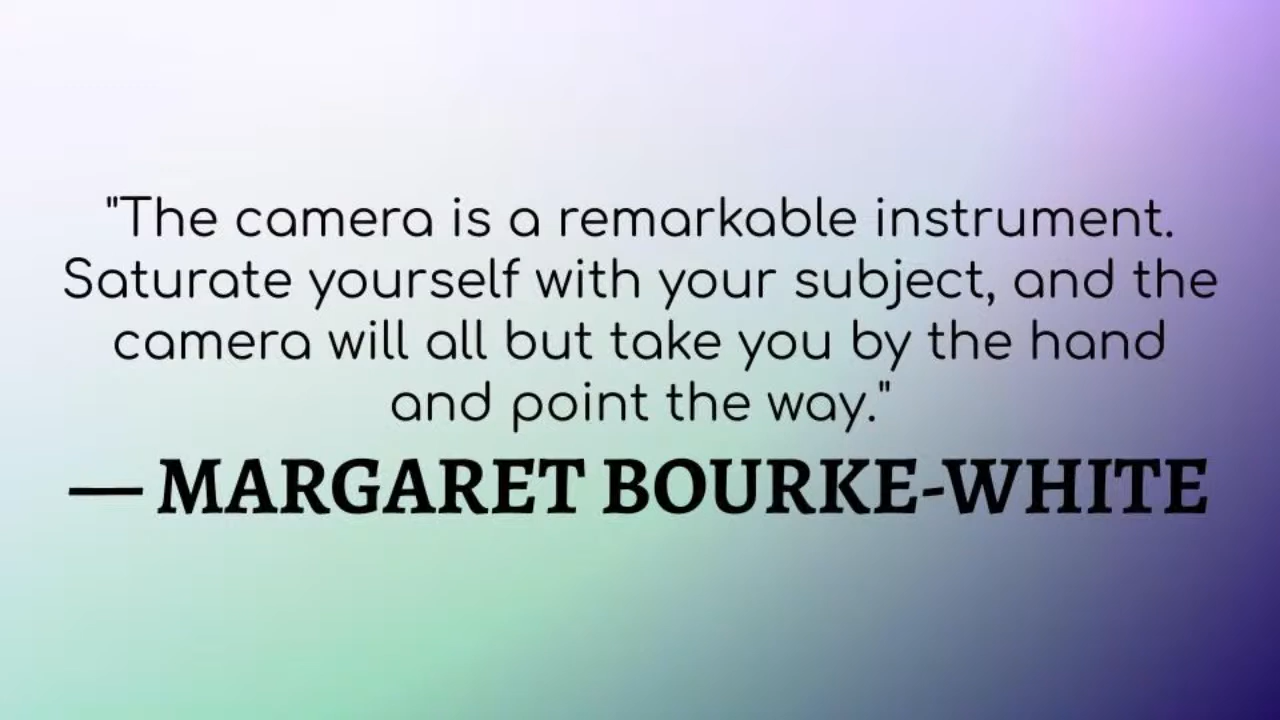 "The camera is a remarkable instrument.
Saturate yourself with your subject, and the
camera will all but take you by the hand
and point the way."
— MARGARET BOURKE-WHITE